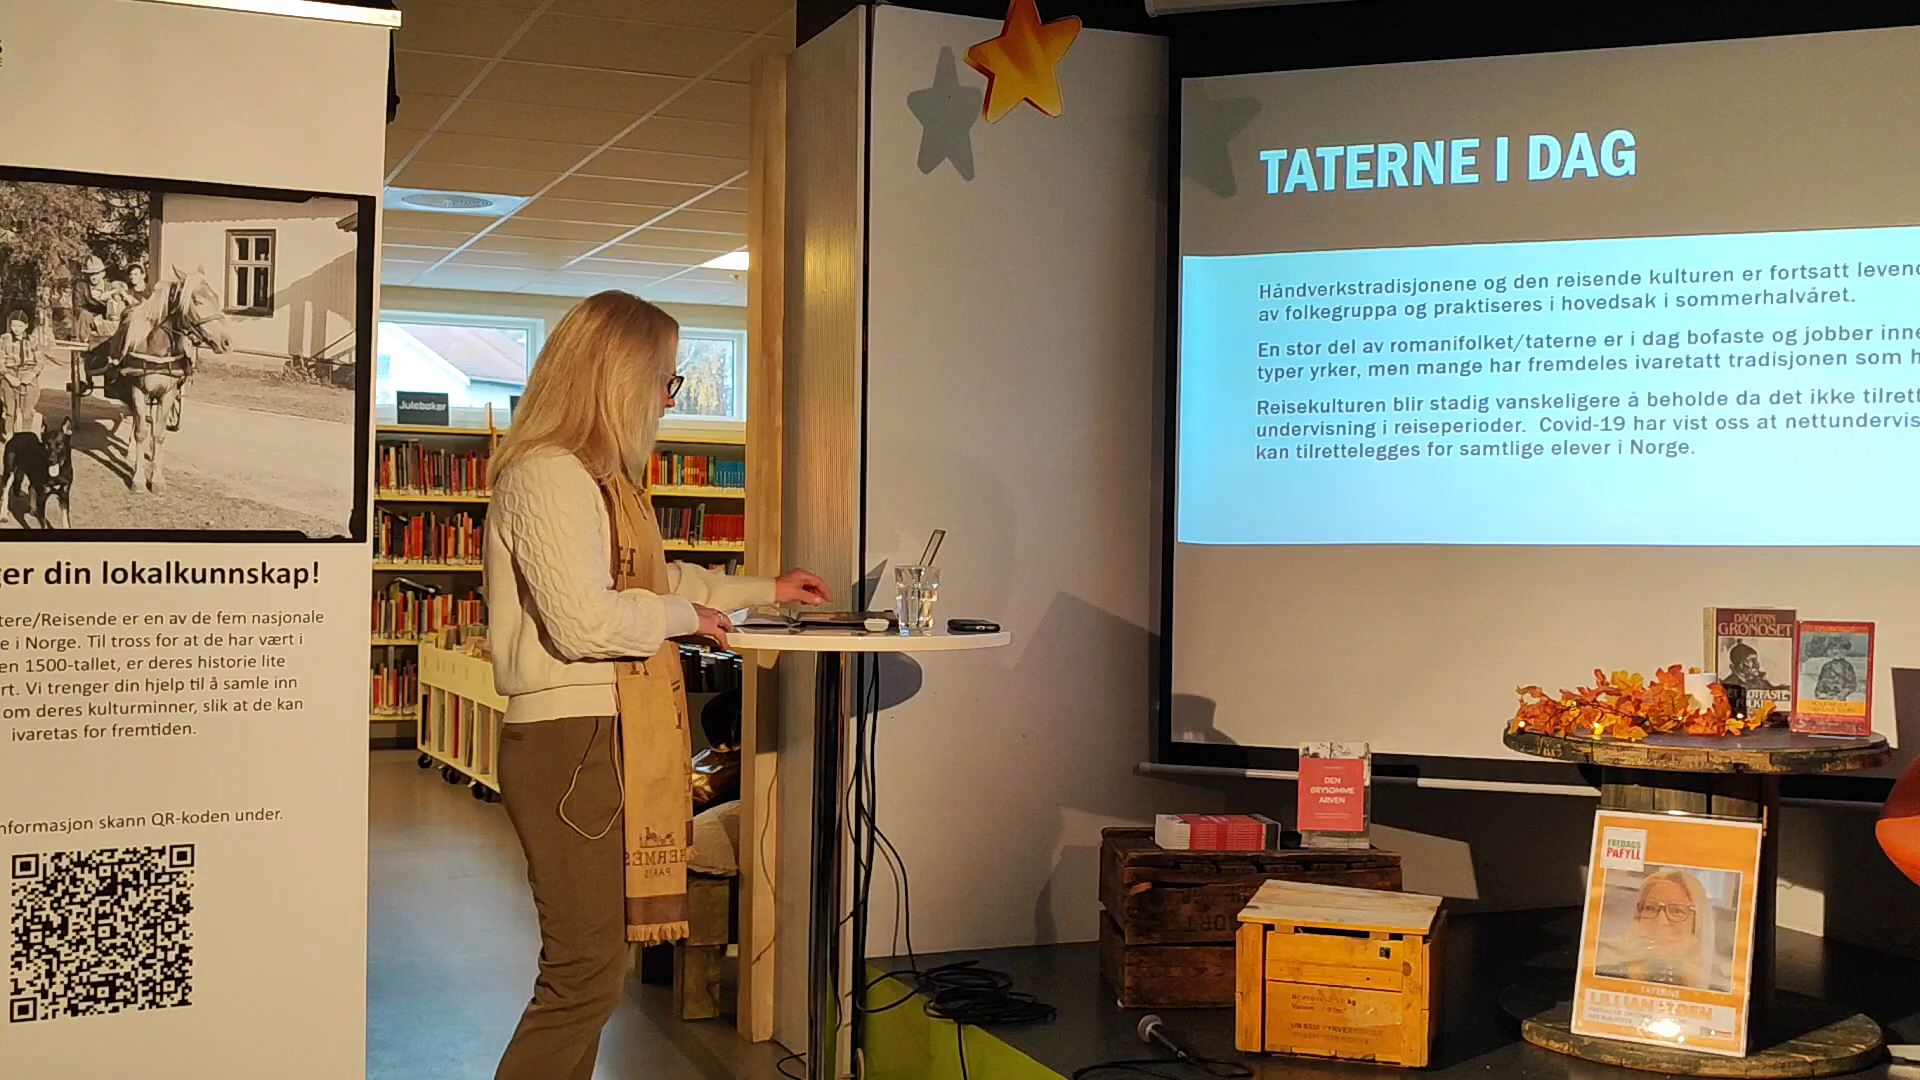 ger din lokalkunnskap!
tere/Reisende er en av de fem nasjonale
e i Norge. Til tross for at de har vært i
en 1500-tallet, er deres historie lite
rt. Vi trenger din hjelp til å samle inn
om deres kulturminner, slik at de kan
ivaretas for fremtiden.
nformasjon skann QR-koden under.
Julebøker
HERMÈS
PARIS
TATERNE I DAG
Håndverkstradisjonene og den reisende kulturen er fortsatt levend
av folkegruppa og praktiseres i hovedsak i sommerhalvåret.
En stor del av romanifolket/taterne er i dag bofaste og jobber inne
typer yrker, men mange har fremdeles ivaretatt tradisjonen som h
Reisekulturen blir stadig vanskeligere å beholde da det ikke tilrett
undervisning i reiseperioder. Covid-19 har vist oss at nettundervis
kan tilrettelegges for samtlige elever i Norge.
DAGFINN
GRØNOSET
DEN
BRYSOMME
ARVEN
FREDAGS
PÅFYLL
TATERNE